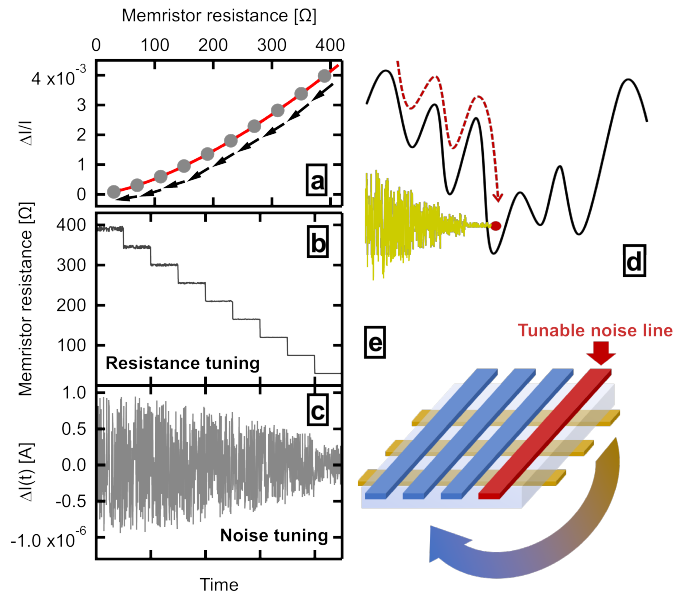 Memristor resistance [Ω]
0 100 200 300 400
4 x10⁻³
3
2
1
0
ΔI/I
a
Memristor resistance [Ω]
400
300
200
100
b
Resistance tuning
ΔI(t) [A]
1.0
0.5
0.0
-0.5
-1.0 x10⁻⁶
c
Noise tuning
Time
d
e
Tunable noise line